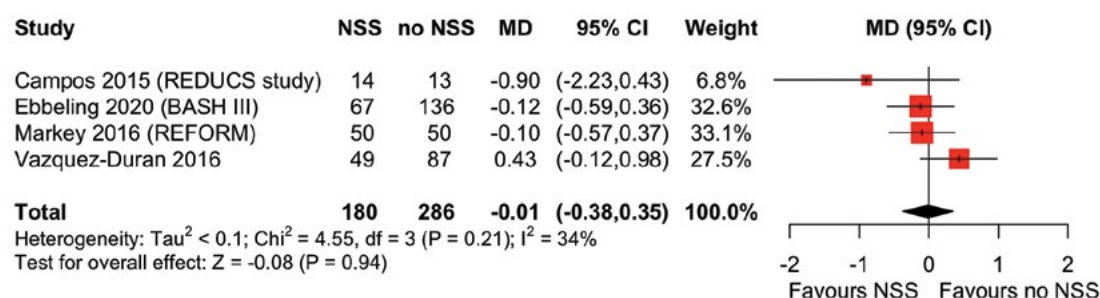 Study NSS no NSS MD 95% CI Weight MD (95% CI)
Campos 2015 (REDUCS study) 14 13 -0.90 (-2.23,0.43) 6.8%
Ebbeling 2020 (BASH III) 67 136 -0.12 (-0.59,0.36) 32.6%
Markey 2016 (REFORM) 50 50 -0.10 (-0.57,0.37) 33.1%
Vazquez-Duran 2016 49 87 0.43 (-0.12,0.98) 27.5%
Total 180 286 -0.01 (-0.38,0.35) 100.0%
Heterogeneity: Tau² < 0.1; Chi² = 4.55, df = 3 (P = 0.21); I² = 34%
Test for overall effect: Z = -0.08 (P = 0.94)
-2 -1 0 1 2
Favours NSS Favours no NSS